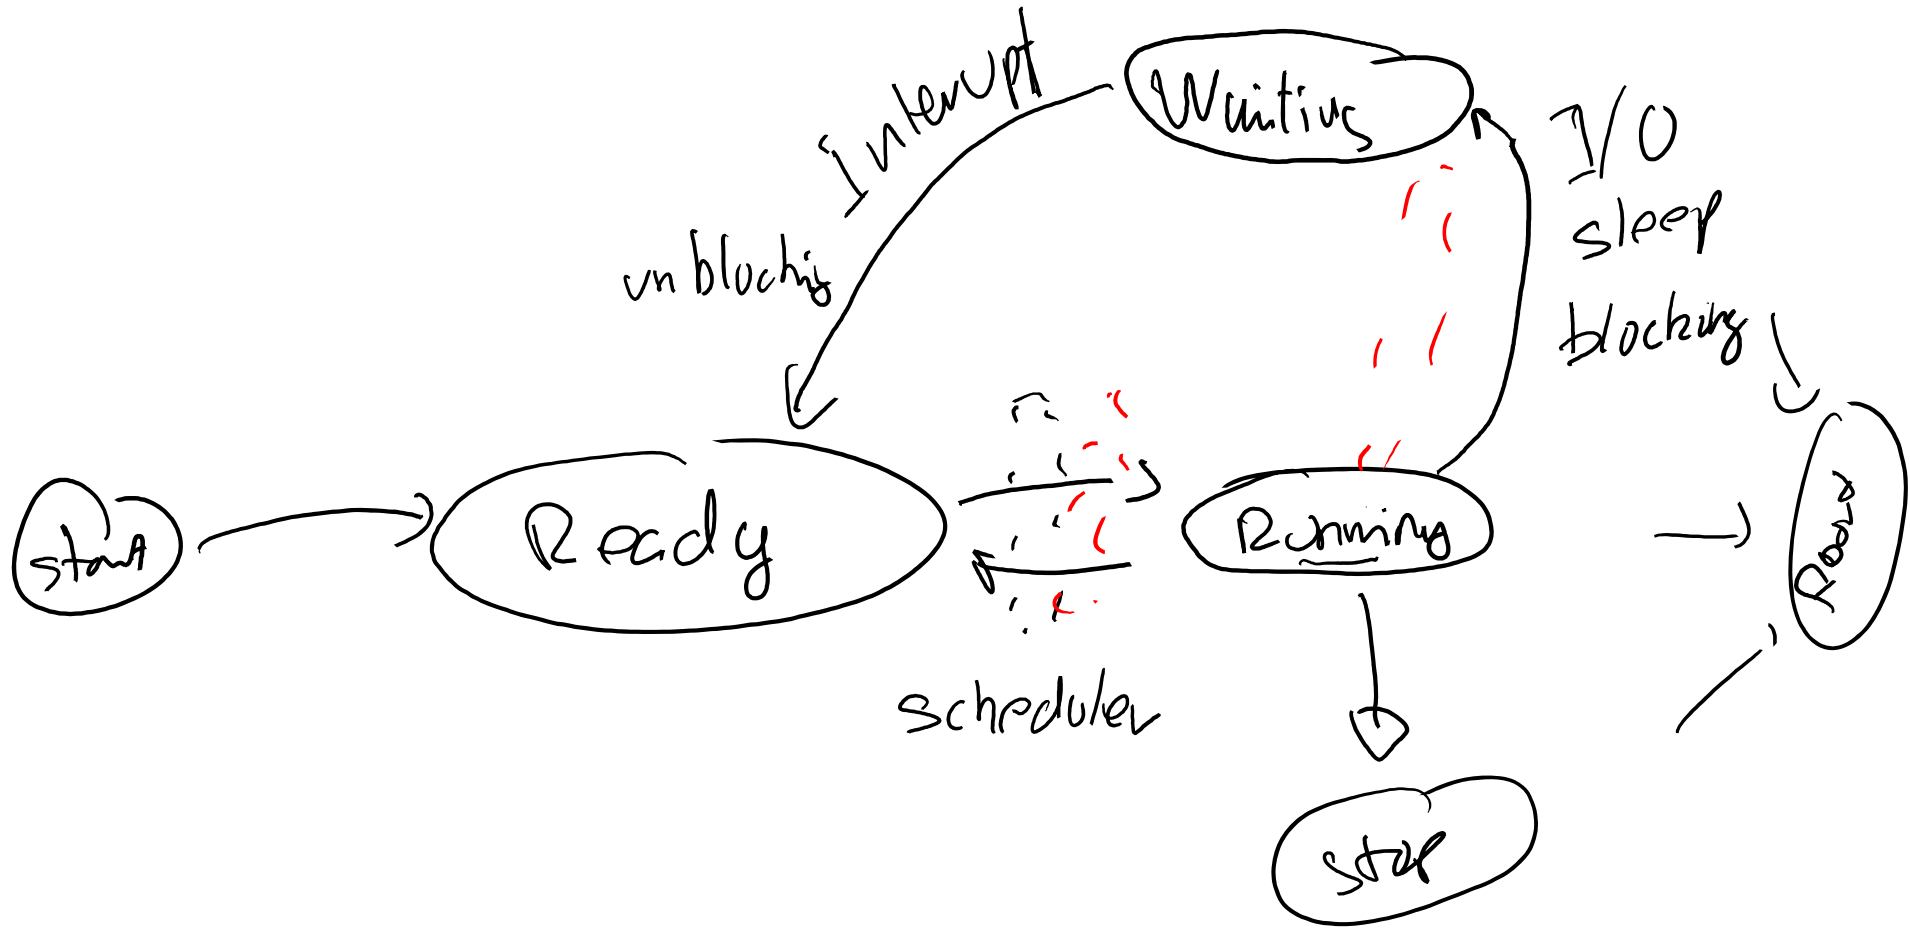 Interupt
Waiting
I/O
sleep
unblocking
blocking
start
Ready
Running
scheduler
stop